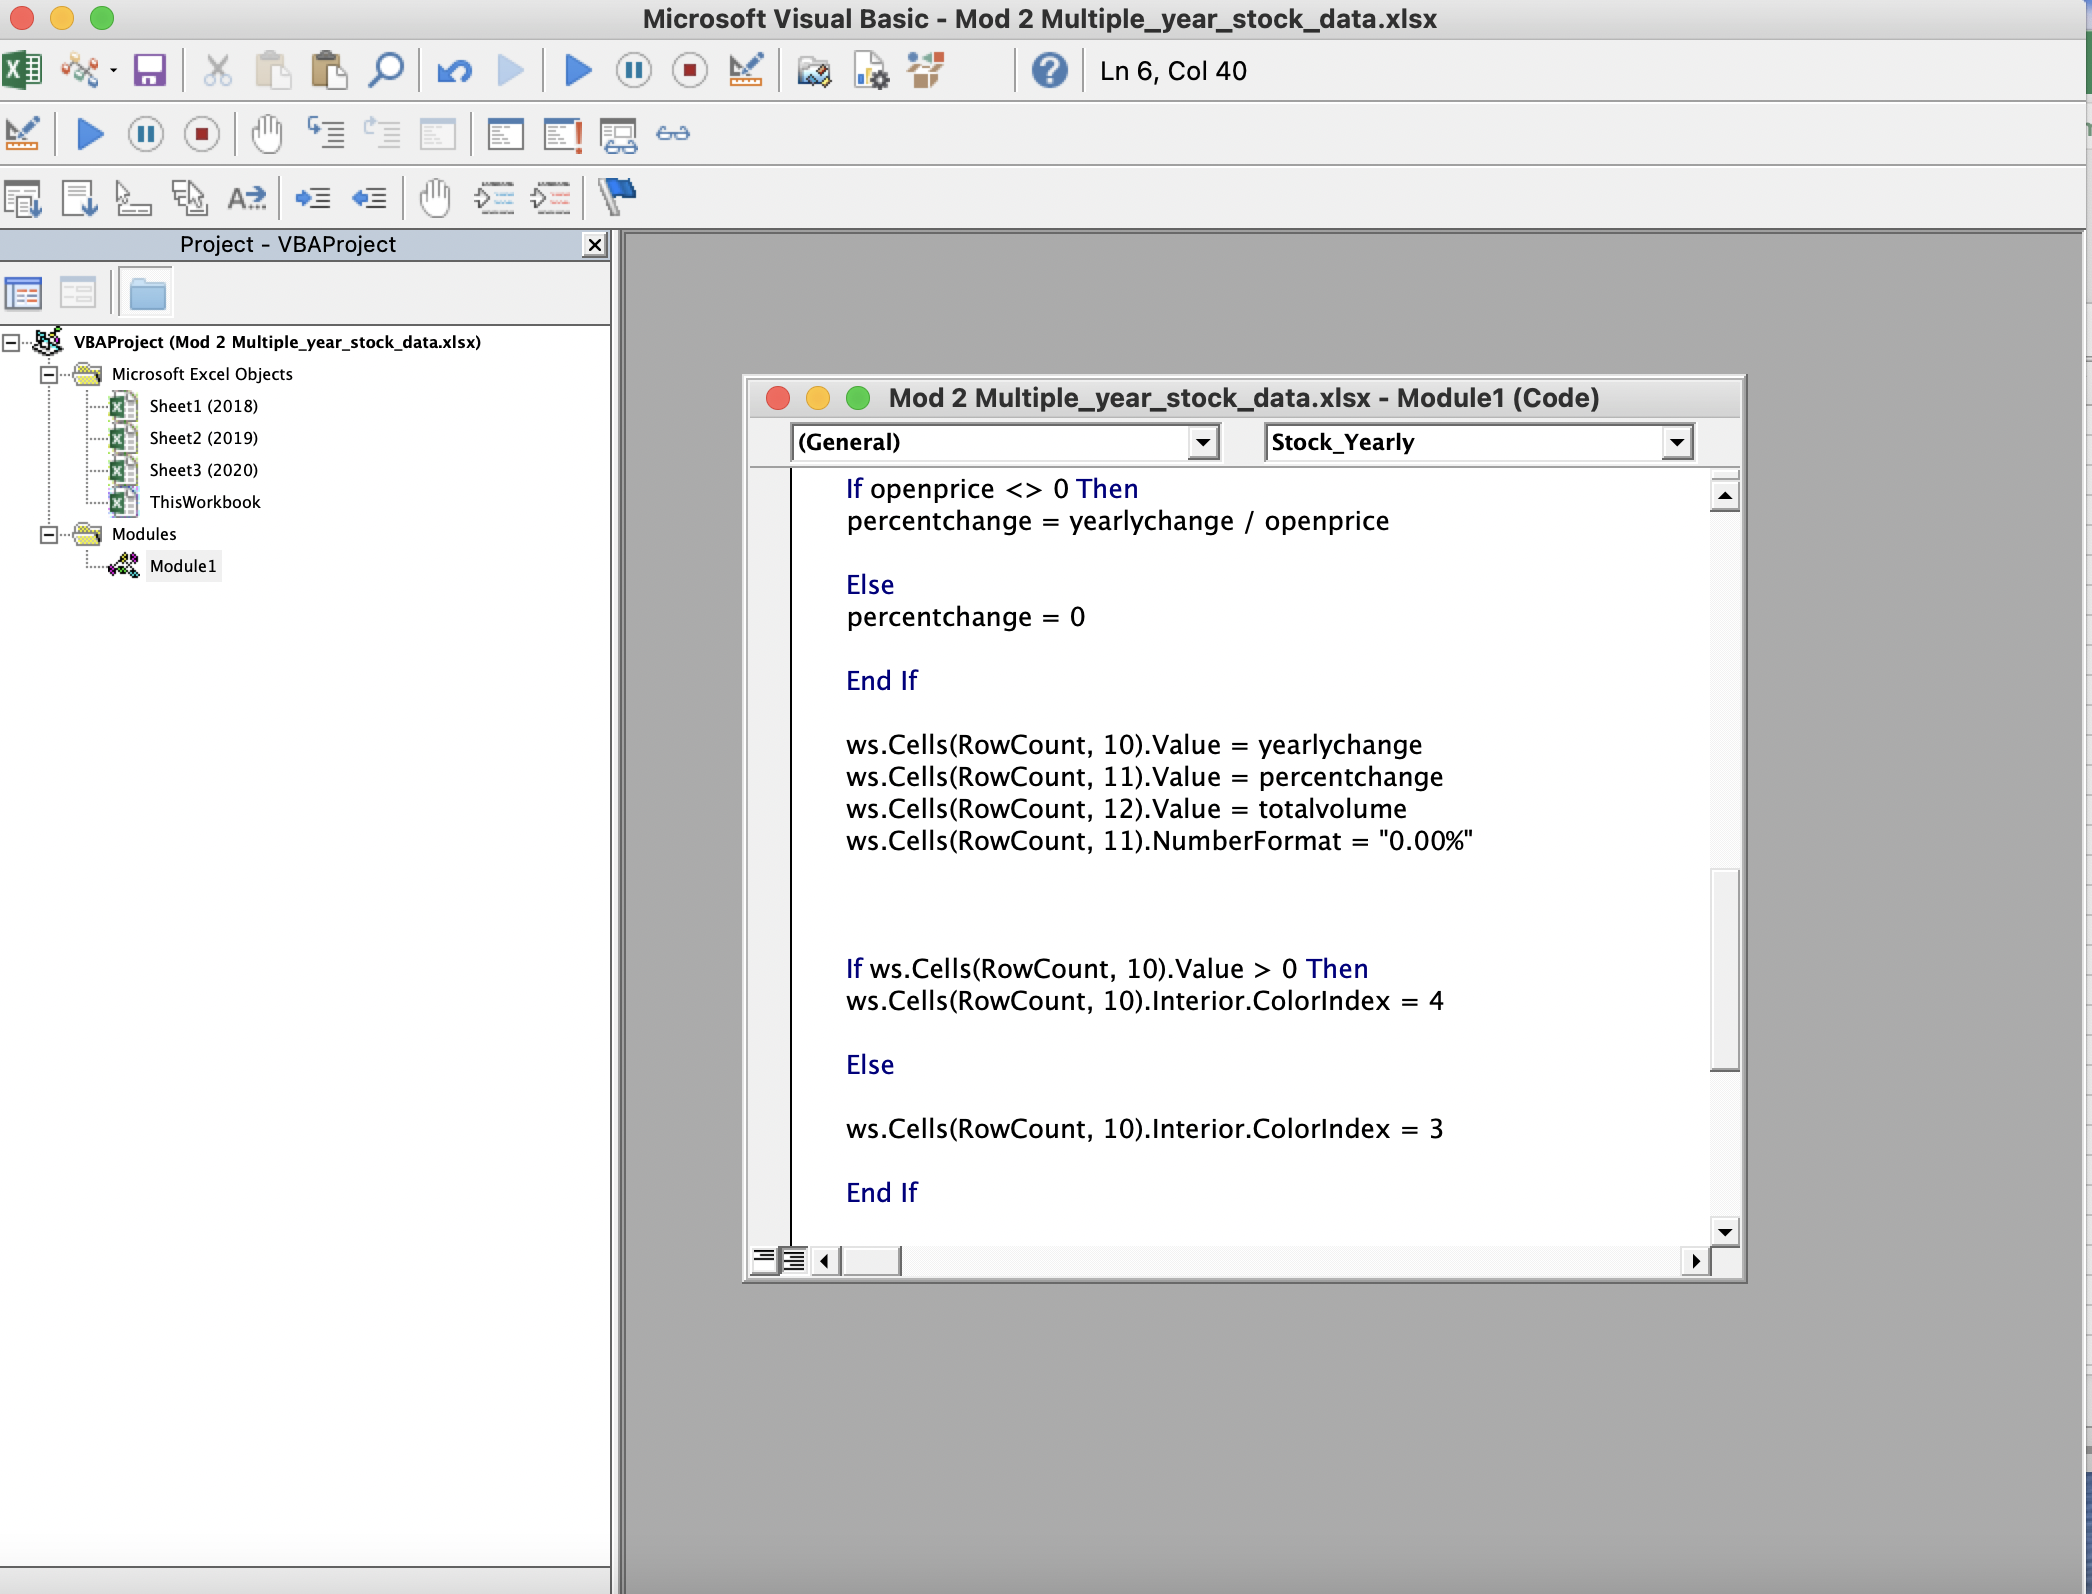 Microsoft Visual Basic - Mod 2 Multiple_year_stock_data.xlsx
Ln 6, Col 40
Project - VBAProject
VBAProject (Mod 2 Multiple_year_stock_data.xlsx)
Microsoft Excel Objects
Sheet1 (2018)
Sheet2 (2019)
Sheet3 (2020)
ThisWorkbook
Modules
Module1
Mod 2 Multiple_year_stock_data.xlsx - Module1 (Code)
(General)
Stock_Yearly
If openprice <> 0 Then
percentchange = yearlychange / openprice
Else
percentchange = 0
End If
ws.Cells(RowCount, 10).Value = yearlychange
ws.Cells(RowCount, 11).Value = percentchange
ws.Cells(RowCount, 12).Value = totalvolume
ws.Cells(RowCount, 11).NumberFormat = "0.00%"
If ws.Cells(RowCount, 10).Value > 0 Then
ws.Cells(RowCount, 10).Interior.ColorIndex = 4
Else
ws.Cells(RowCount, 10).Interior.ColorIndex = 3
End If